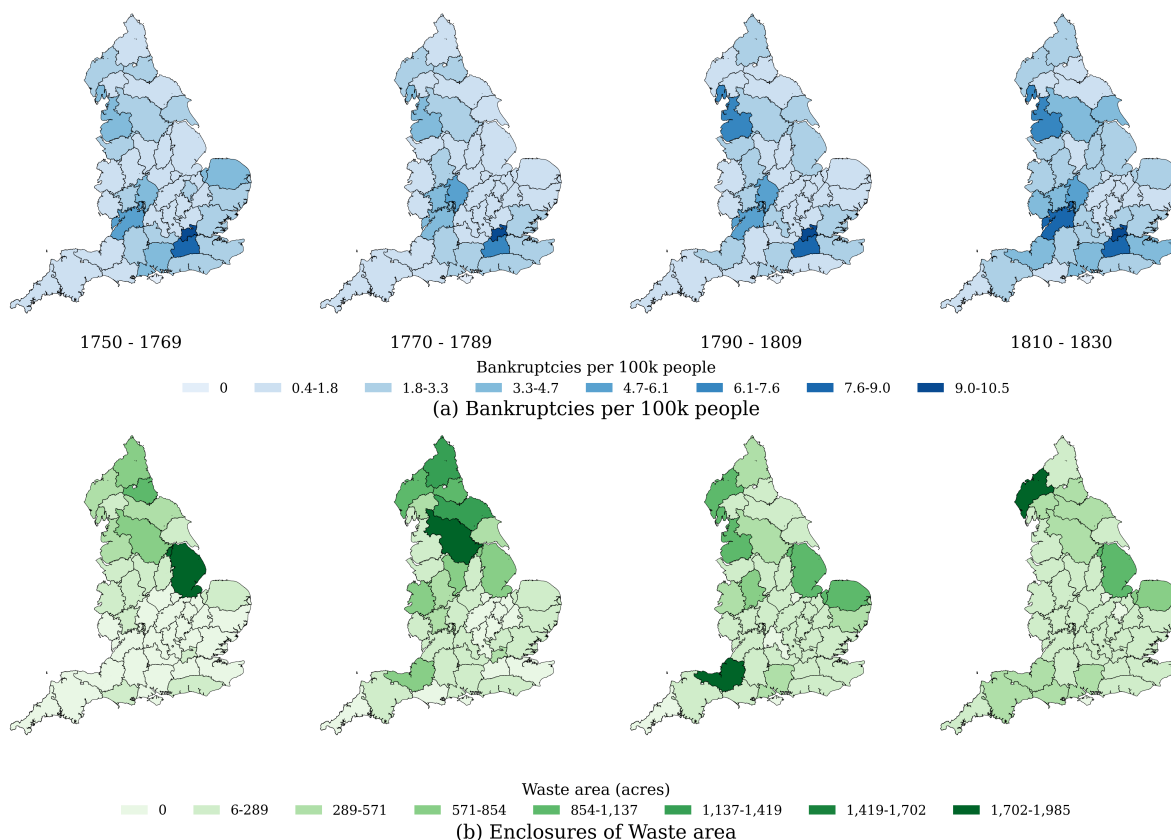 1750 - 1769 1770 - 1789 1790 - 1809 1810 - 1830
Bankruptcies per 100k people
0 0.4-1.8 1.8-3.3 3.3-4.7 4.7-6.1 6.1-7.6 7.6-9.0 9.0-10.5
(a) Bankruptcies per 100k people
Waste area (acres)
0 6-289 289-571 571-854 854-1,137 1,137-1,419 1,419-1,702 1,702-1,985
(b) Enclosures of Waste area